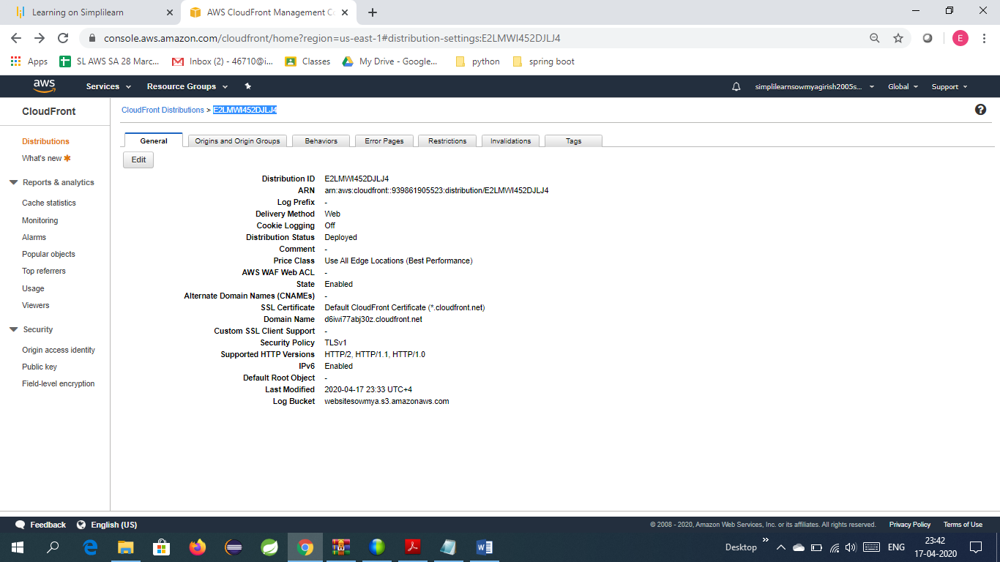 Learning on Simplilearn
AWS CloudFront Management Co
console.aws.amazon.com/cloudfront/home?region=us-east-1#distribution-settings:E2LMWI452DJLJ4
E
Apps
SL AWS SA 28 Marc...
Inbox (2) - 46710@i...
Classes
My Drive - Google...
python
spring boot
aws
Services
Resource Groups
simplilearnsowmyagirish2005s...
Global
Support
CloudFront
CloudFront Distributions > E2LMWI452DJLJ4
Distributions
What's new
Reports & analytics
Cache statistics
Monitoring
Alarms
Popular objects
Top referrers
Usage
Viewers
Security
Origin access identity
Public key
Field-level encryption
General
Origins and Origin Groups
Behaviors
Error Pages
Restrictions
Invalidations
Tags
Edit
Distribution ID E2LMWI452DJLJ4
ARN arn:aws:cloudfront::939861905523:distribution/E2LMWI452DJLJ4
Log Prefix -
Delivery Method Web
Cookie Logging Off
Distribution Status Deployed
Comment -
Price Class Use All Edge Locations (Best Performance)
AWS WAF Web ACL -
State Enabled
Alternate Domain Names (CNAMEs) -
SSL Certificate Default CloudFront Certificate (*.cloudfront.net)
Domain Name d6iwi77abj30z.cloudfront.net
Custom SSL Client Support -
Security Policy TLSv1
Supported HTTP Versions HTTP/2, HTTP/1.1, HTTP/1.0
IPv6 Enabled
Default Root Object -
Last Modified 2020-04-17 23:33 UTC+4
Log Bucket websitesowmya.s3.amazonaws.com
Feedback
English (US)
© 2008 - 2020, Amazon Web Services, Inc. or its affiliates. All rights reserved.
Privacy Policy
Terms of Use
Desktop
ENG
23:42
17-04-2020